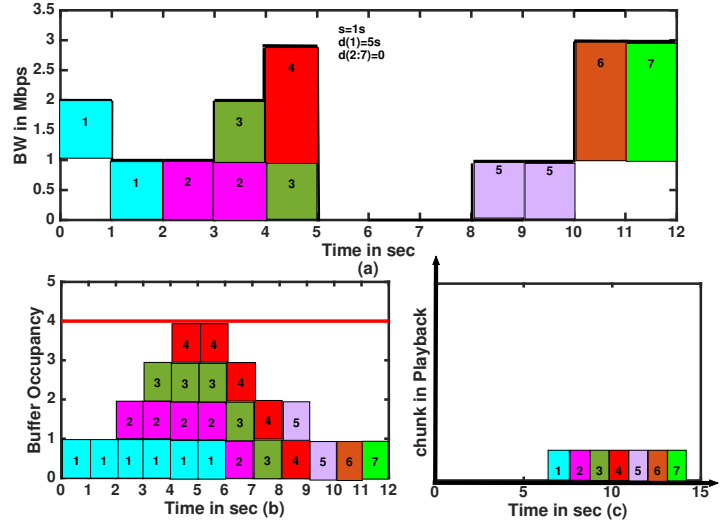 3.5
s=1s
d(1)=5s
d(2:7)=0
3
2.5
2
1.5
1
0.5
0
BW in Mbps
1 1 2 2 3 3 4 5 5 6 7
0 1 2 3 4 5 6 7 8 9 10 11 12
Time in sec
(a)
5
4
3
2
1
0
Buffer Occupancy
4 4
3 3 3 4
2 2 2 2 3 4 5
1 1 1 1 1 1 2 3 4 5 6 7
0 1 2 3 4 5 6 7 8 9 10 11 12
Time in sec (b)
chunk in Playback
1 2 3 4 5 6 7
0 5 10 15
Time in sec (c)